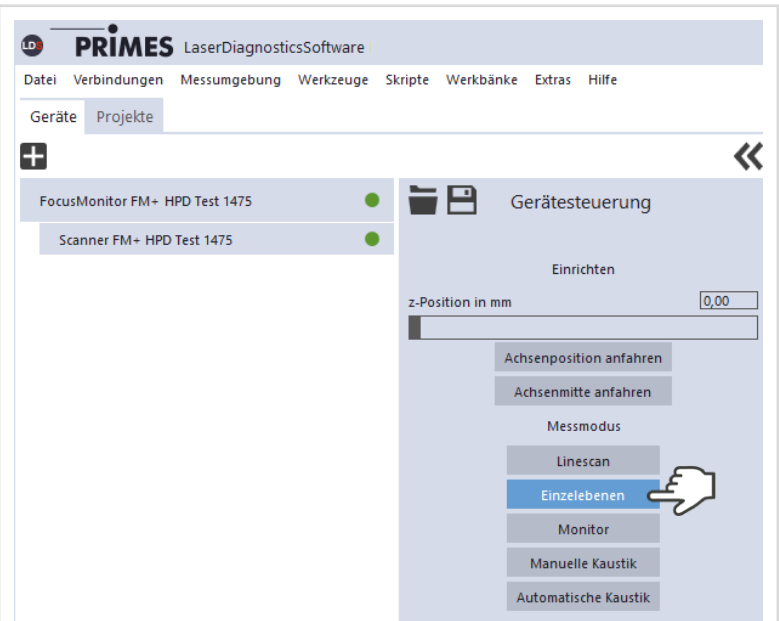 LDS PRIMES LaserDiagnosticsSoftware
Datei Verbindungen Messumgebung Werkzeuge Skripte Werkbänke Extras Hilfe
Geräte Projekte
FocusMonitor FM+ HPD Test 1475
Scanner FM+ HPD Test 1475
Gerätesteuerung
Einrichten
z-Position in mm 0,00
Achsenposition anfahren
Achsenmitte anfahren
Messmodus
Linescan
Einzelebenen
Monitor
Manuelle Kaustik
Automatische Kaustik